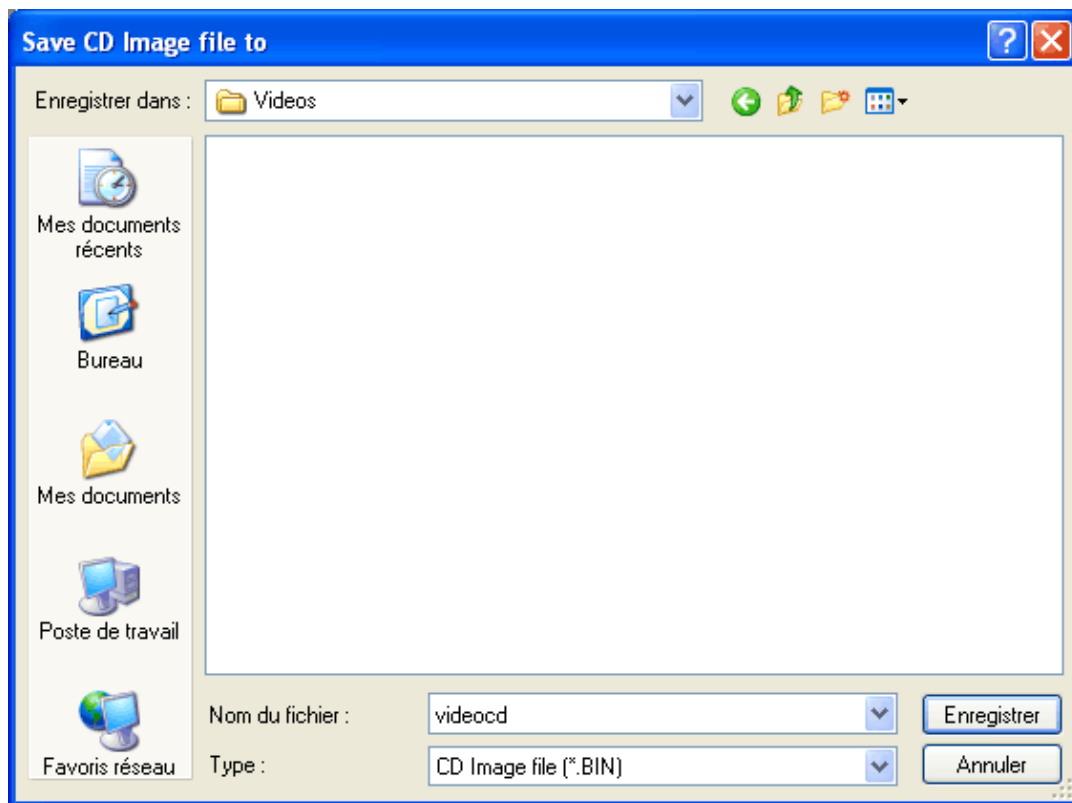 Save CD Image file to
Enregistrer dans :
Videos
Mes documents
récents
Bureau
Mes documents
Poste de travail
Favoris réseau
Nom du fichier :
videocd
Enregistrer
Type :
CD Image file (*.BIN)
Annuler